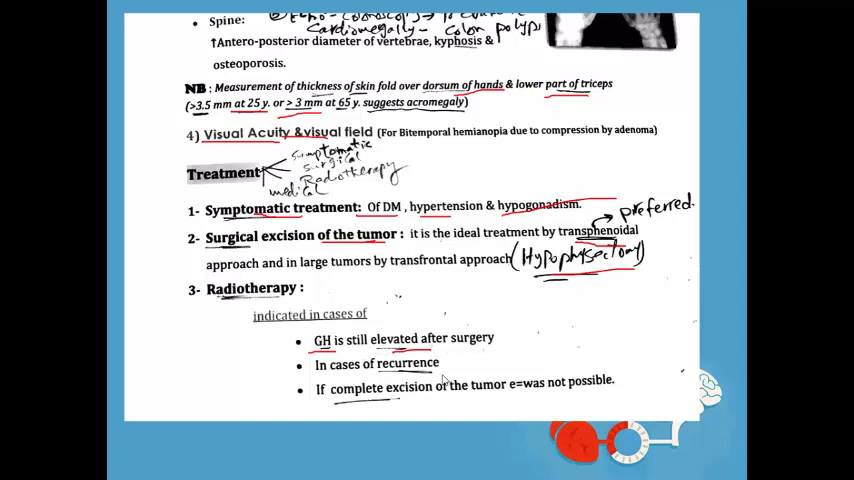 • Spine:
② Echo-
Cardiomegally - Colon polyps
↑Antero-posterior diameter of vertebrae, kyphosis &
osteporosis.
NB : Measurement of thickness of skin fold over dorsum of hands & lower part of triceps
(>3.5 mm at 25 y. or > 3 mm at 65 y. suggests acromegaly)
4) Visual Acuity &visual field (For Bitemporal hemianopia due to compression by adenoma)
symptomatic
surgical
Treatment
Radiotherapy
medical
1- Symptomatic treatment: Of DM , hypertension & hypogonadism.
preferred.
2- Surgical excision of the tumor : it is the ideal treatment by transphenoidal
approach and in large tumors by transfrontal approach (Hypophysectomy)
3- Radiotherapy :
indicated in cases of
• GH is still elevated after surgery
• In cases of recurrence
• If complete excision of the tumor e=was not possible.